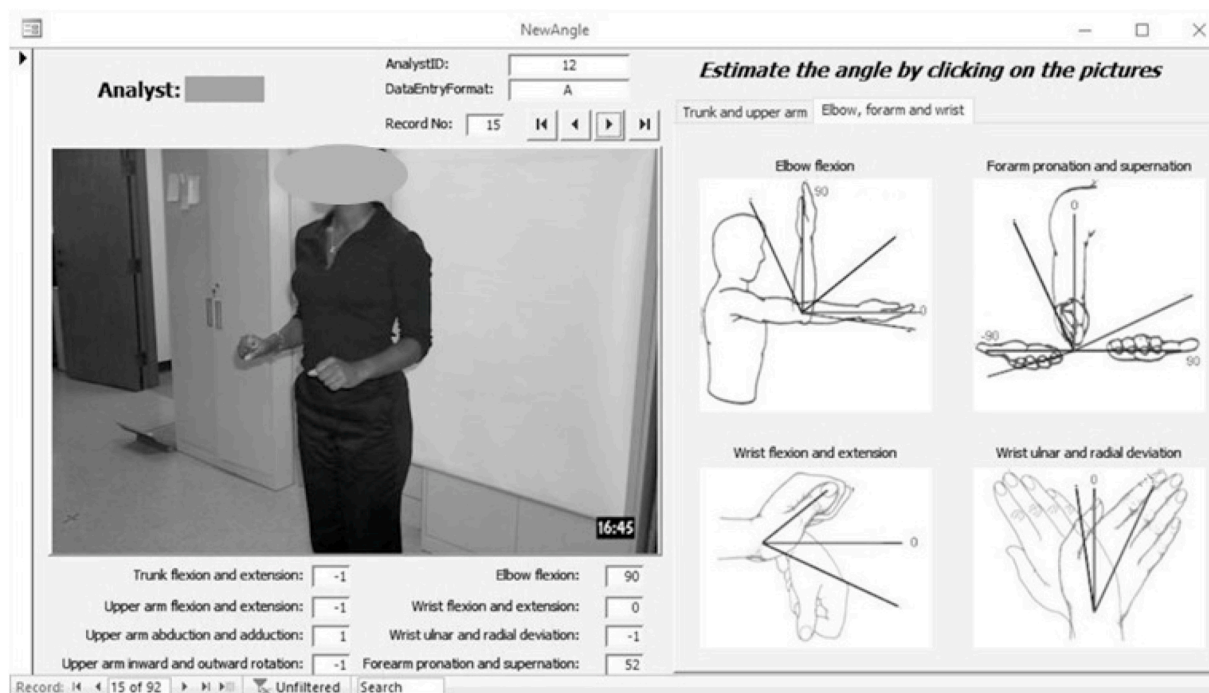 NewAngle
Analyst:
AnalystID: 12
DataEntryFormat: A
Record No: 15
Estimate the angle by clicking on the pictures
Trunk and upper arm
Elbow, forarm and wrist
Elbow flexion
90
0
Forarm pronation and supernation
0
-90
90
16:45
Wrist flexion and extension
0
Wrist ulnar and radial deviation
0
Trunk flexion and extension: -1
Elbow flexion: 90
Upper arm flexion and extension: -1
Wrist flexion and extension: 0
Upper arm abduction and adduction: 1
Wrist ulnar and radial deviation: -1
Upper arm inward and outward rotation: -1
Forearm pronation and supernation: 52
Record: 15 of 92 Unfiltered Search